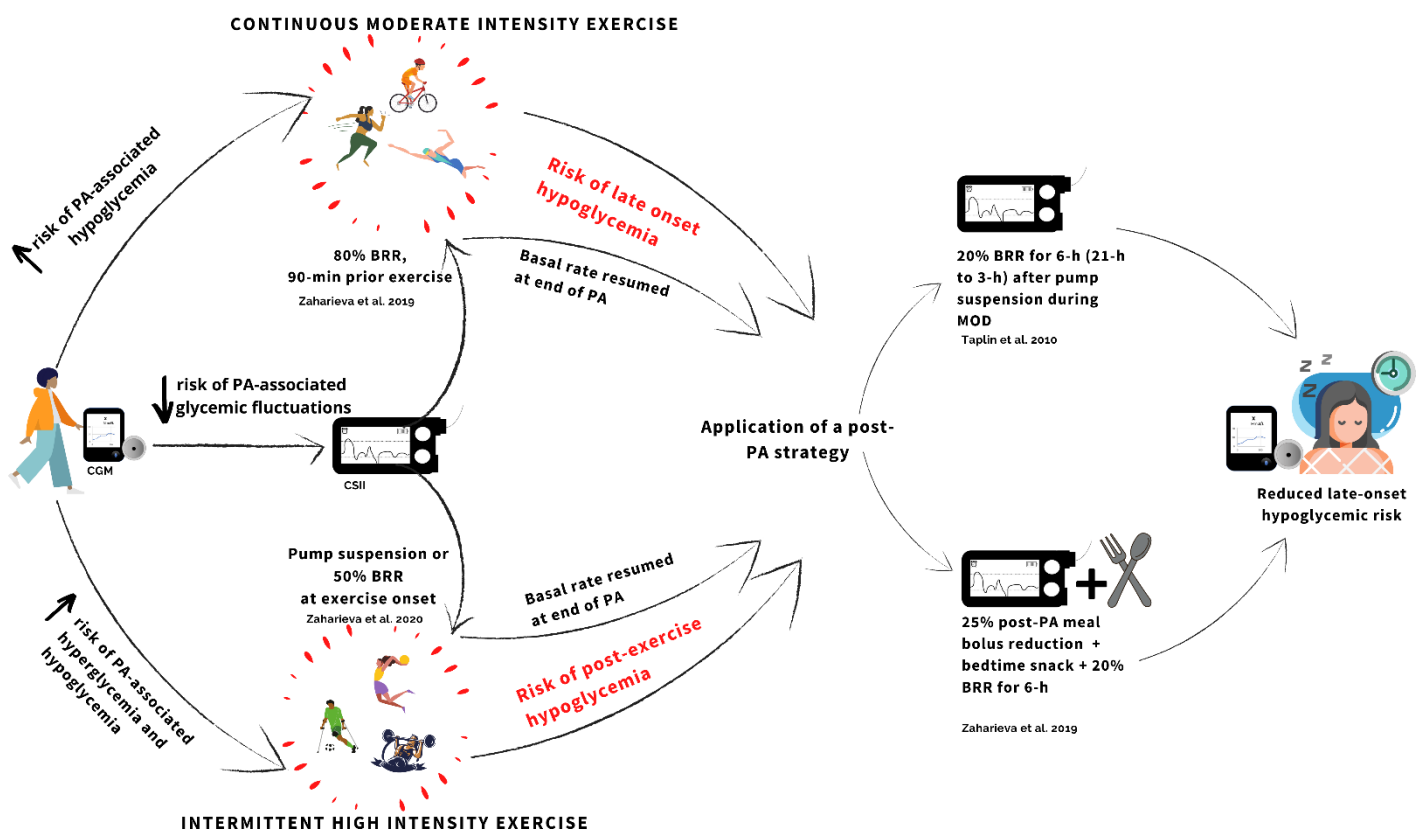 CONTINUOUS MODERATE INTENSITY EXERCISE
risk of PA-associated
hypoglycemia
80% BRR,
90-min prior exercise
Zaharieva et al. 2019
Risk of late onset
hypoglycemia
Basal rate resumed
at end of PA
risk of PA-associated
glycemic fluctuations
CGM
CSII
Pump suspension or
50% BRR
at exercise onset
Zaharieva et al. 2020
risk of PA-associated
hyperglycemia and
hypoglycemia
Basal rate resumed
at end of PA
Risk of post-exercise
hypoglycemia
INTERMITTENT HIGH INTENSITY EXERCISE
Application of a post-
PA strategy
20% BRR for 6-h (21-h
to 3-h) after pump
suspension during
MOD
Taplin et al. 2010
+
25% post-PA meal
bolus reduction +
bedtime snack + 20%
BRR for 6-h
Zaharieva et al. 2019
z z
N
Reduced late-onset
hypoglycemic risk